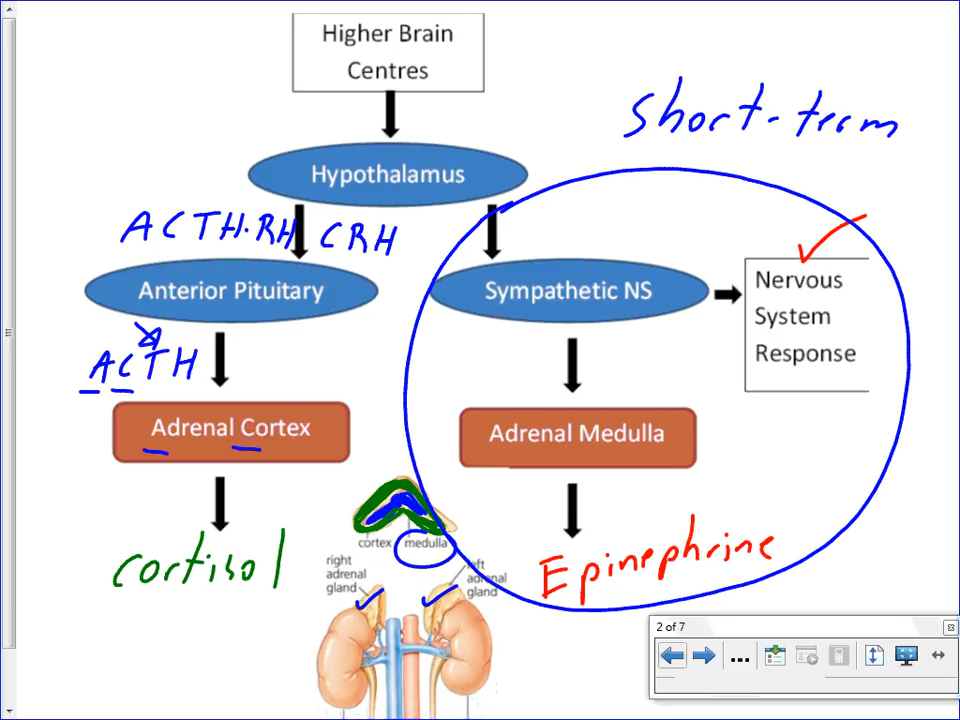 Higher Brain
Centres
short-term
Hypothalamus
ACTH-RH CRH
Anterior Pituitary
Sympathetic NS
Nervous
System
Response
ACTH
Adrenal Cortex
Adrenal Medulla
cortex
medulla
cortisol
Epinephrine
right
adrenal
gland
left
adrenal
gland
2 of 7
...